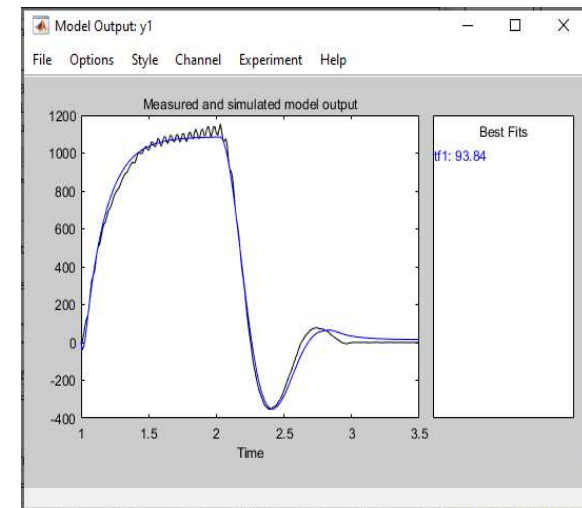 Model Output: y1
File Options Style Channel Experiment Help
Measured and simulated model output
1200
1000
800
600
400
200
0
-200
-400
1 1.5 2 2.5 3 3.5
Time
Best Fits
tf1: 93.84